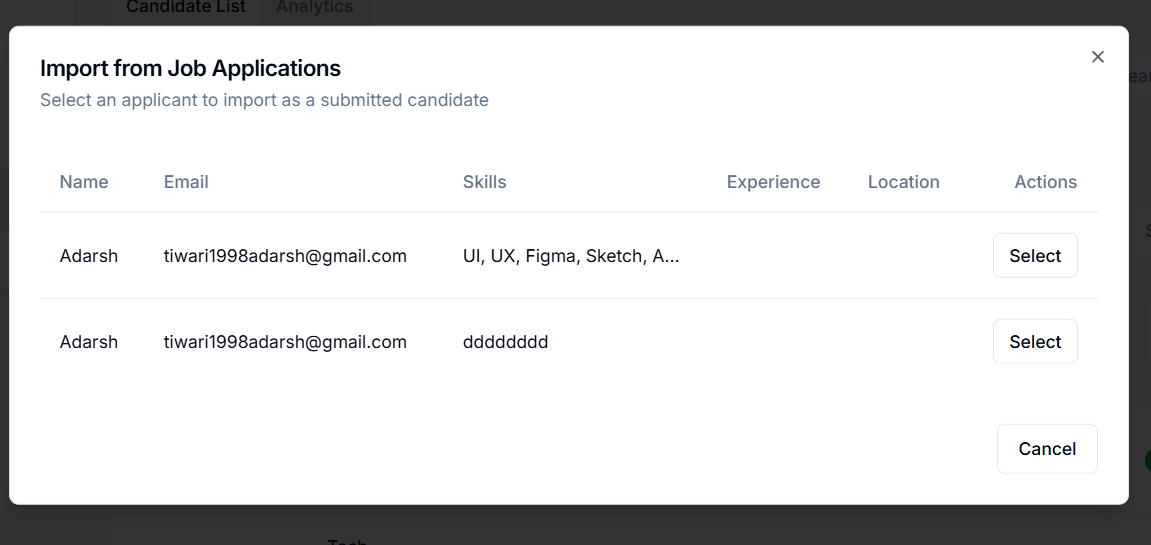 Candidate List Analytics
Import from Job Applications
Select an applicant to import as a submitted candidate
Name Email Skills Experience Location Actions
Adarsh tiwari1998adarsh@gmail.com UI, UX, Figma, Sketch, A... Select
Adarsh tiwari1998adarsh@gmail.com dddddddd Select
Cancel